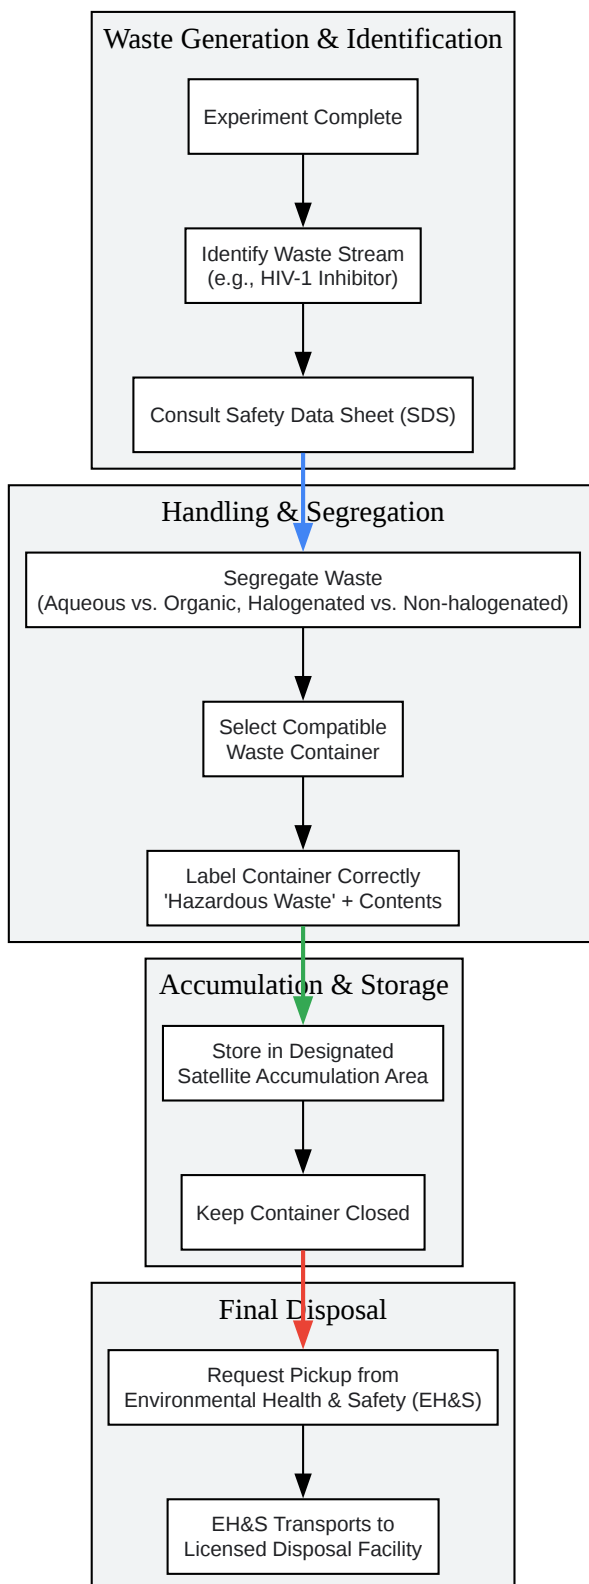 Waste Generation & Identification
Experiment Complete
Identify Waste Stream
(e.g., HIV-1 Inhibitor)
Consult Safety Data Sheet (SDS)
Handling & Segregation
Segregate Waste
(Aqueous vs. Organic, Halogenated vs. Non-halogenated)
Select Compatible
Waste Container
Label Container Correctly
'Hazardous Waste' + Contents
Accumulation & Storage
Store in Designated
Satellite Accumulation Area
Keep Container Closed
Final Disposal
Request Pickup from
Environmental Health & Safety (EH&S)
EH&S Transports to
Licensed Disposal Facility